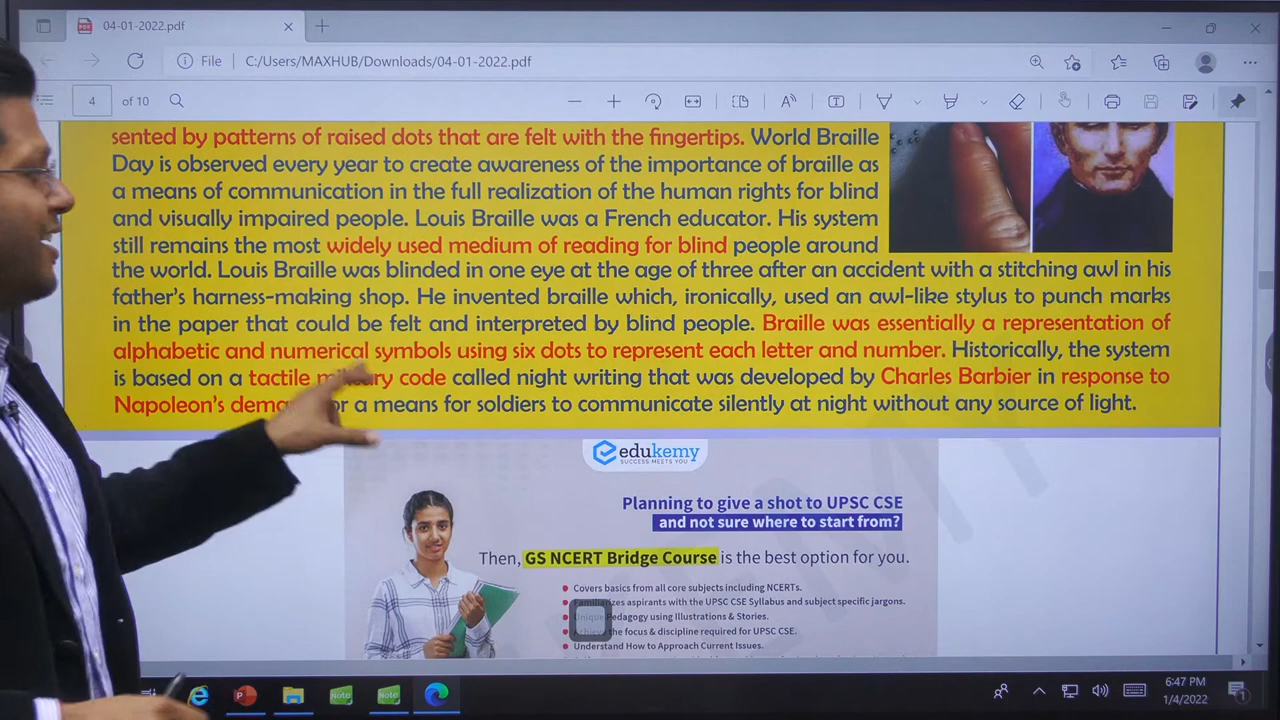 04-01-2022.pdf
File
C:/Users/MAXHUB/Downloads/04-01-2022.pdf
4
of 10
sented by patterns of raised dots that are felt with the fingertips. World Braille
Day is observed every year to create awareness of the importance of braille as
a means of communication in the full realization of the human rights for blind
and visually impaired people. Louis Braille was a French educator. His system
still remains the most widely used medium of reading for blind people around
the world. Louis Braille was blinded in one eye at the age of three after an accident with a stitching awl in his
father's harness-making shop. He invented braille which, ironically, used an awl-like stylus to punch marks
in the paper that could be felt and interpreted by blind people. Braille was essentially a representation of
alphabetic and numerical symbols using six dots to represent each letter and number. Historically, the system
is based on a tactile military code called night writing that was developed by Charles Barbier in response to
Napoleon's a means for soldiers to communicate silently at night without any source of light.
edukemy
SUCCESS MEETS YOU
Planning to give a shot to UPSC CSE
and not sure where to start from?
Then, GS NCERT Bridge Course is the best option for you.
Covers basics from all core subjects including NCERTs.
Familiarizes aspirants with the UPSC CSE Syllabus and subject specific jargons.
Unique Pedagogy using Illustrations & Stories.
Achieve the focus & discipline required for UPSC CSE.
Understand How to Approach Current Issues.
Note
Note
6:47 PM
1/4/2022